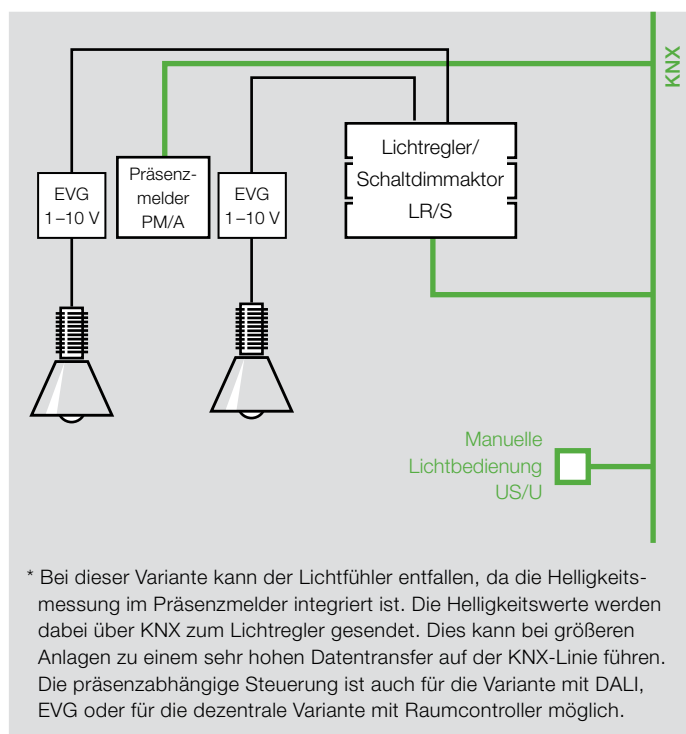 KNX
Lichtregler/
Schaltdimmaktor
LR/S
EVG
1–10 V
Präsenz-
melder
PM/A
EVG
1–10 V
Manuelle
Lichtbedienung
US/U
* Bei dieser Variante kann der Lichtfühler entfallen, da die Helligkeits-
messung im Präsenzmelder integriert ist. Die Helligkeitswerte werden
dabei über KNX zum Lichtregler gesendet. Dies kann bei größeren
Anlagen zu einem sehr hohen Datentransfer auf der KNX-Linie führen.
Die präsenzabhängige Steuerung ist auch für die Variante mit DALI,
EVG oder für die dezentrale Variante mit Raumcontroller möglich.